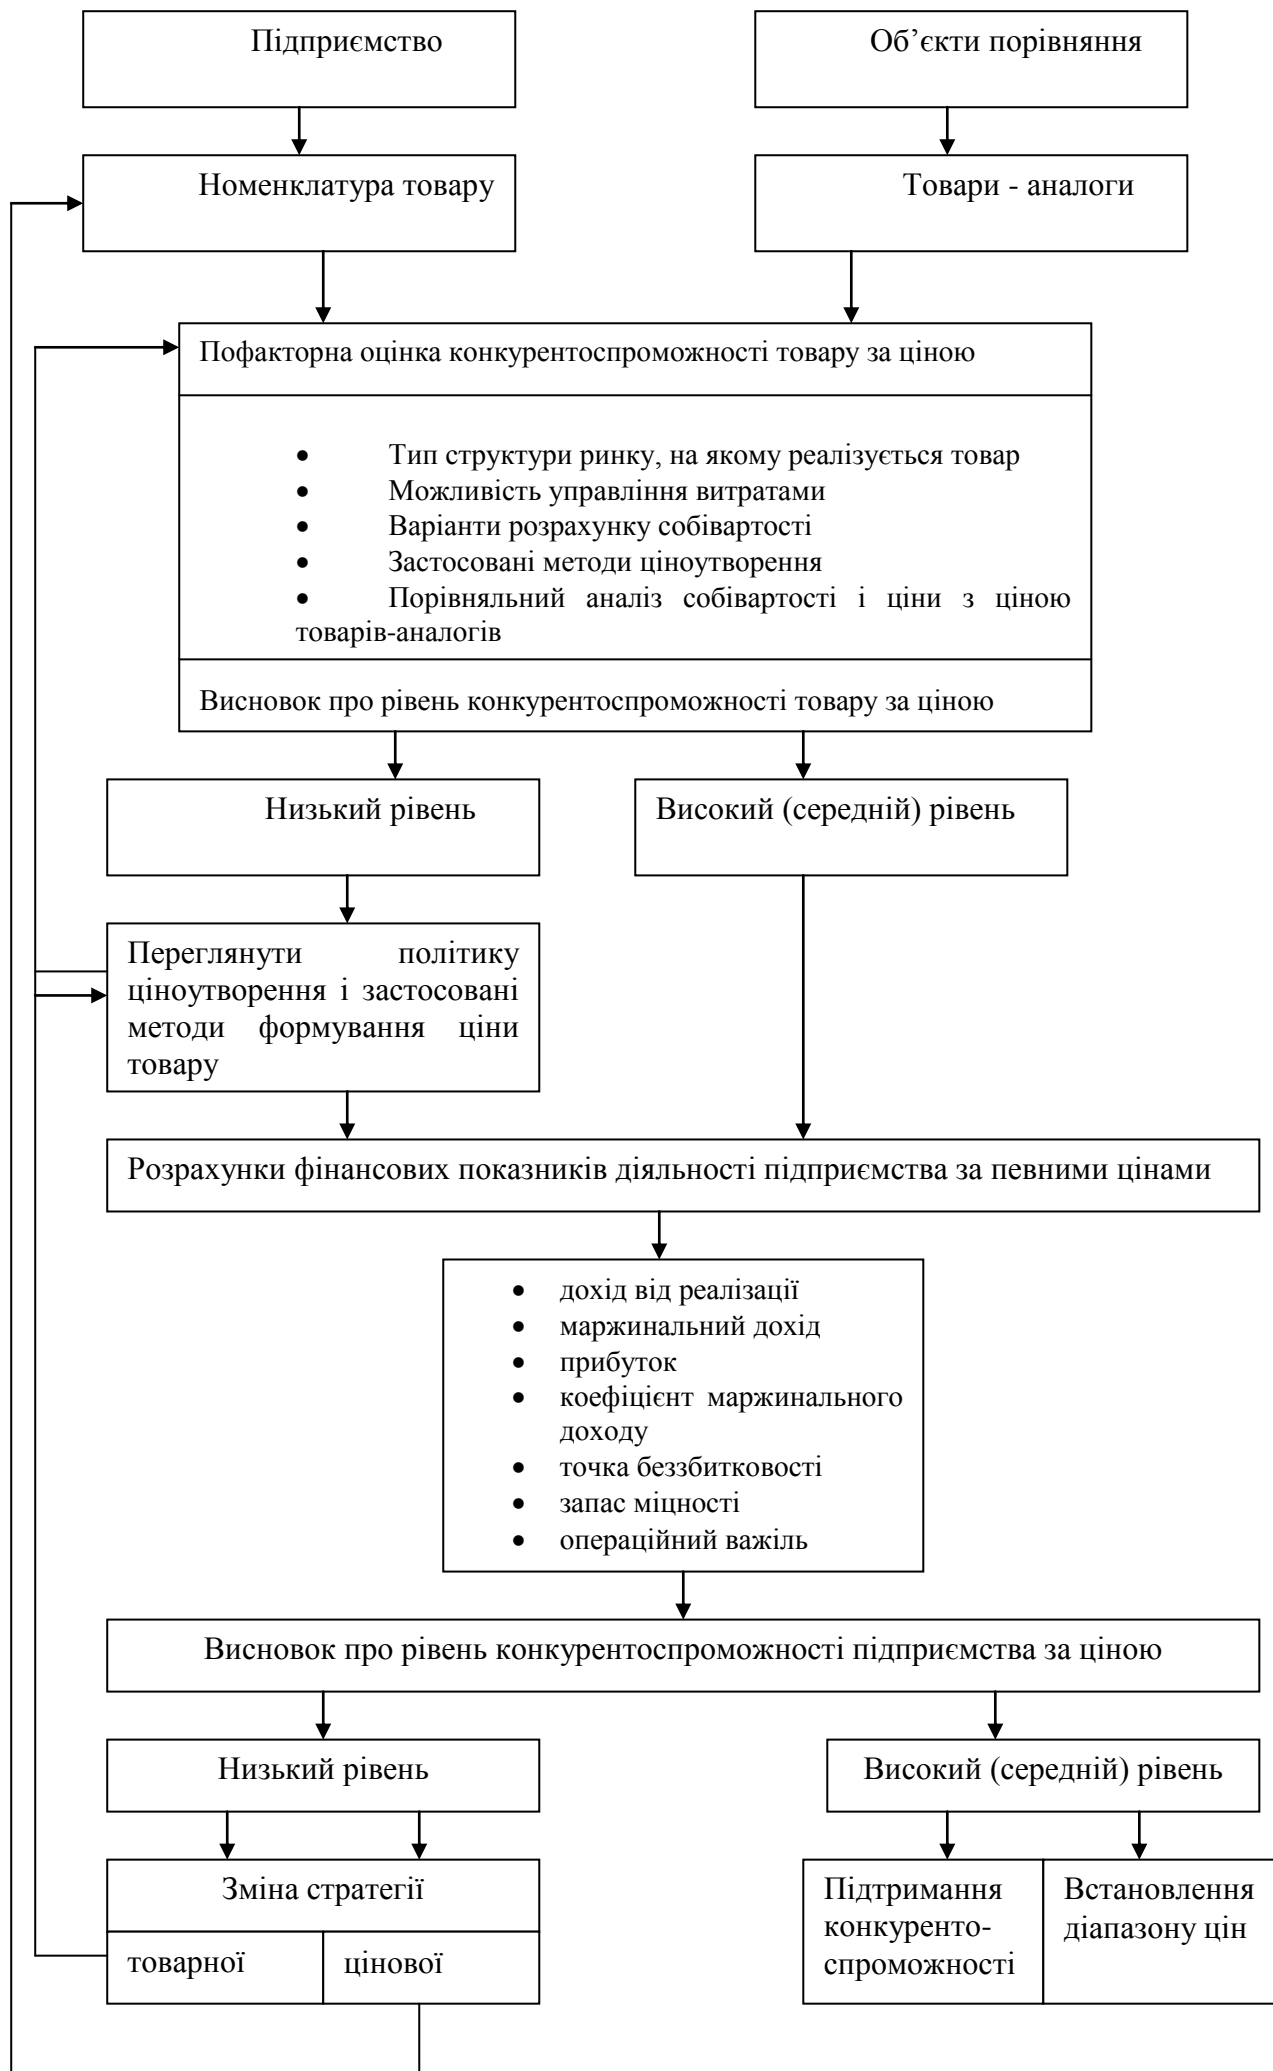 Підприємство
Об’єкти порівняння
Номенклатура товару
Товари - аналоги
Пофакторна оцінка конкурентоспроможності товару за ціною
• Тип структури ринку, на якому реалізується товар
• Можливість управління витратами
• Варіанти розрахунку собівартості
• Застосовані методи ціноутворення
• Порівняльний аналіз собівартості і ціни з ціною
товарів-аналогів
Висновок про рівень конкурентоспроможності товару за ціною
Низький рівень
Високий (середній) рівень
Переглянути політику
ціноутворення і застосовані
методи формування ціни
товару
Розрахунки фінансових показників діяльності підприємства за певними цінами
• дохід від реалізації
• маржинальний дохід
• прибуток
• коефіцієнт маржинального
доходу
• точка беззбитковості
• запас міцності
• операційний важіль
Висновок про рівень конкурентоспроможності підприємства за ціною
Низький рівень
Високий (середній) рівень
Зміна стратегії
товарної
цінової
Підтримання
конкуренто-
спроможності
Встановлення
діапазону цін